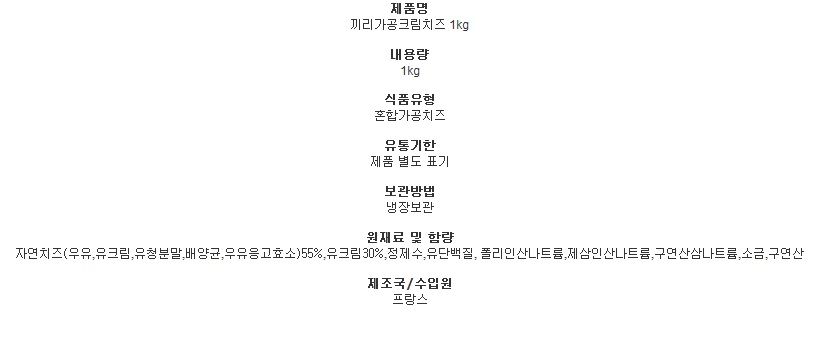 제품명
끼리가공크림치즈 1kg
내용량
1kg
식품유형
혼합가공치즈
유통기한
제품 별도 표기
보관방법
냉장보관
원재료 및 함량
자연치즈(우유,유크림,유청분말,배양균,우유응고효소)55%,유크림30%,정제수,유단백질, 폴리인산나트륨,제삼인산나트륨,구연산삼나트륨,소금,구연산
제조국/수입원
프랑스